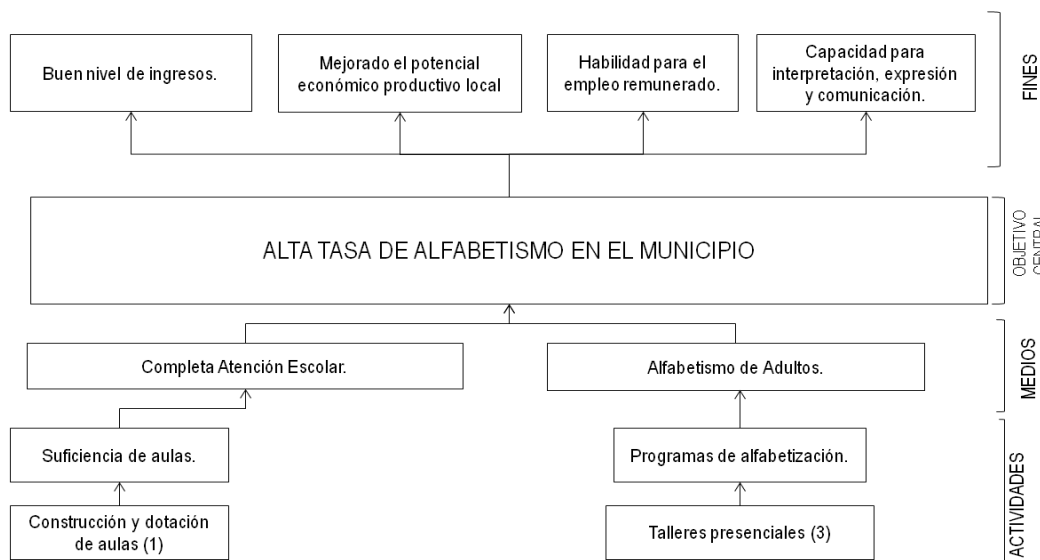 Buen nivel de ingresos.
Mejorado el potencial
económico productivo local
Habilidad para el
empleo remunerado.
Capacidad para
interpretación, expresión
y comunicación.
FINES
ALTA TASA DE ALFABETISMO EN EL MUNICIPIO
OBJETIVO
CENTRAL
Completa Atención Escolar.
Alfabetismo de Adultos.
MEDIOS
Suficiencia de aulas.
Programas de alfabetización.
Construcción y dotación
de aulas (1)
Talleres presenciales (3)
ACTIVIDADES